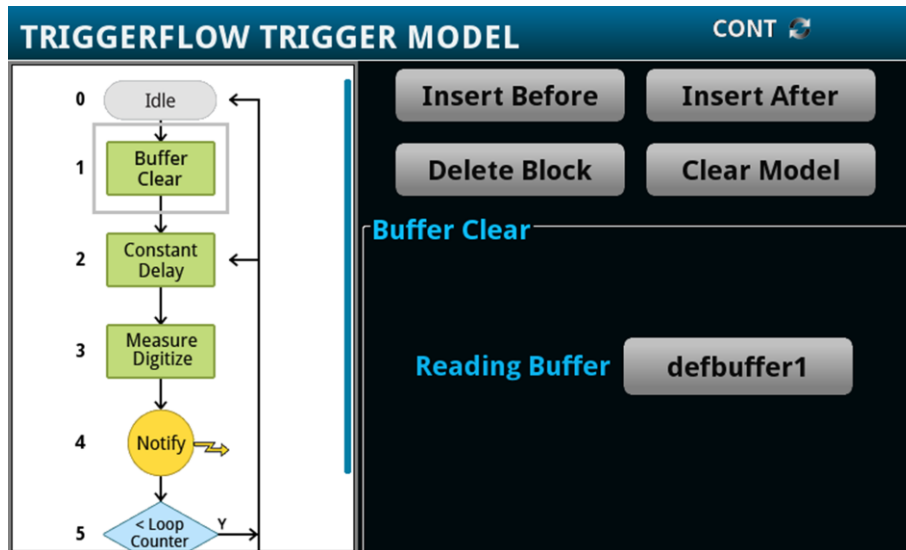 TRIGGERFLOW TRIGGER MODEL
CONT
0
Idle
1
Buffer
Clear
2
Constant
Delay
3
Measure
Digitize
4
Notify
5
< Loop
Counter
Y
Insert Before
Insert After
Delete Block
Clear Model
Buffer Clear
Reading Buffer
defbuffer1